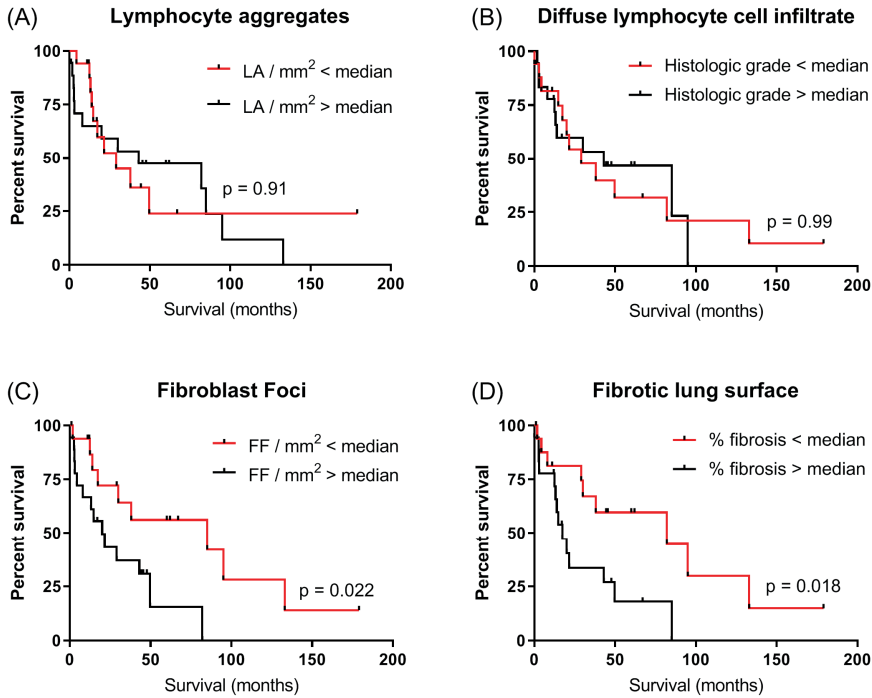 (A) Lymphocyte aggregates
100
75
50
25
0
Percent survival
LA / mm² < median
LA / mm² > median
p = 0.91
0 50 100 150 200
Survival (months)
(B) Diffuse lymphocyte cell infiltrate
100
75
50
25
0
Percent survival
Histologic grade < median
Histologic grade > median
p = 0.99
0 50 100 150 200
Survival (months)
(C) Fibroblast Foci
100
75
50
25
0
Percent survival
FF / mm² < median
FF / mm² > median
p = 0.022
0 50 100 150 200
Survival (months)
(D) Fibrotic lung surface
100
75
50
25
0
Percent survival
% fibrosis < median
% fibrosis > median
p = 0.018
0 50 100 150 200
Survival (months)